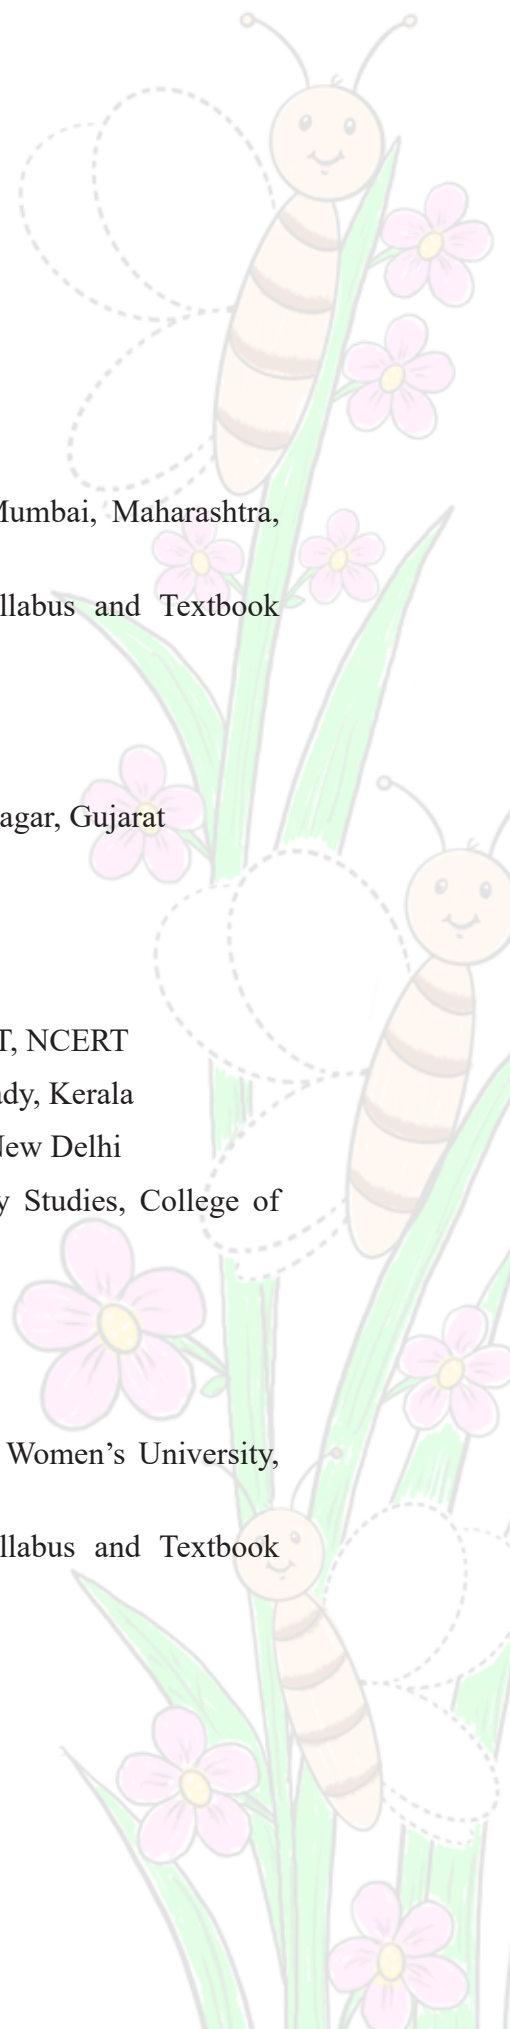 Mumbai, Maharashtra,
llabus and Textbook
agar, Gujarat
T, NCERT
ady, Kerala
New Delhi
y Studies, College of
Women’s University,
llabus and Textbook